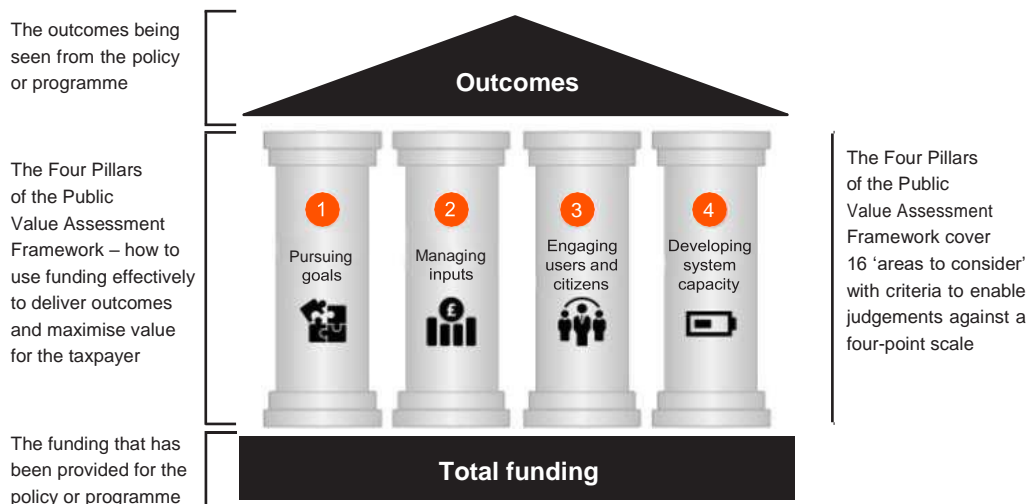 The outcomes being
seen from the policy
or programme
Outcomes
The Four Pillars
of the Public
Value Assessment
Framework – how to
use funding effectively
to deliver outcomes
and maximise value
for the taxpayer
1
Pursuing
goals
2
Managing
inputs
£
3
Engaging
users and
citizens
4
Developing
system
capacity
The Four Pillars
of the Public
Value Assessment
Framework cover
16 ‘areas to consider’
with criteria to enable
judgements against a
four-point scale
The funding that has
been provided for the
policy or programme
Total funding